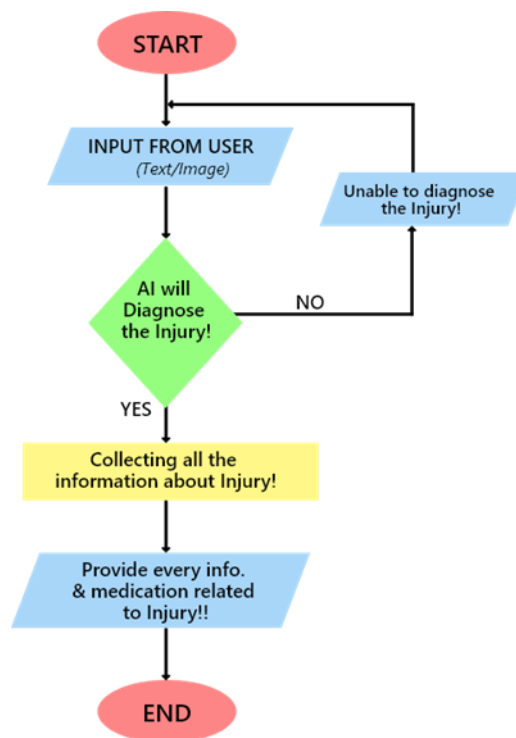 START
INPUT FROM USER
(Text/Image)
Unable to diagnose
the Injury!
AI will
Diagnose
the Injury!
NO
YES
Collecting all the
information about Injury!
Provide every info.
& medication related
to Injury!!
END